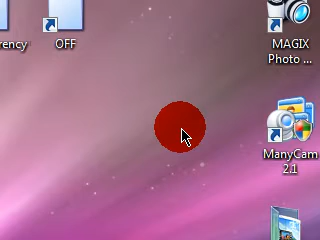 rency
OFF
MAGIX
Photo ...
ManyCam
2.1